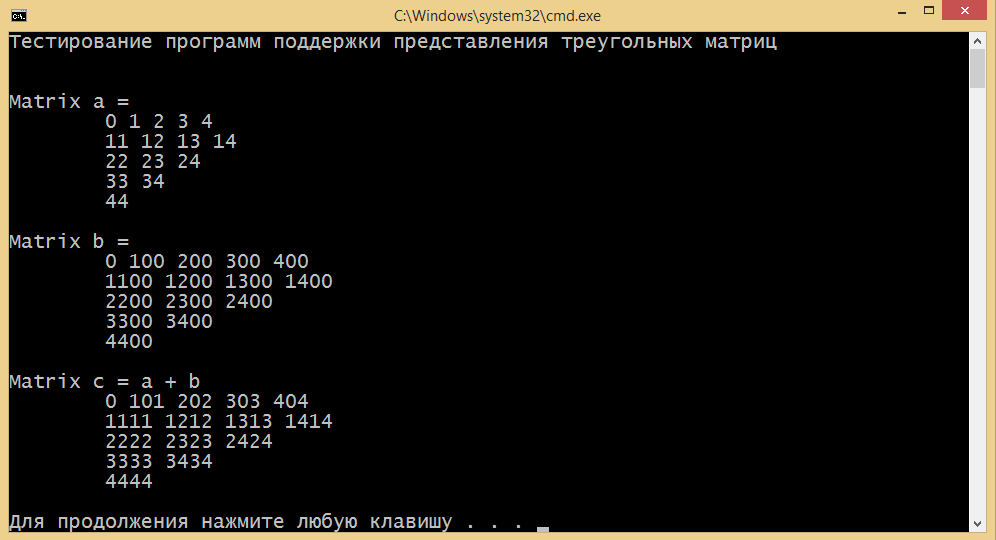 C:\Windows\system32\cmd.exe
Тестирование программ поддержки представления треугольных матриц
Matrix a =
0 1 2 3 4
11 12 13 14
22 23 24
33 34
44
Matrix b =
0 100 200 300 400
1100 1200 1300 1400
2200 2300 2400
3300 3400
4400
Matrix c = a + b
0 101 202 303 404
1111 1212 1313 1414
2222 2323 2424
3333 3434
4444
Для продолжения нажмите любую клавишу . . .